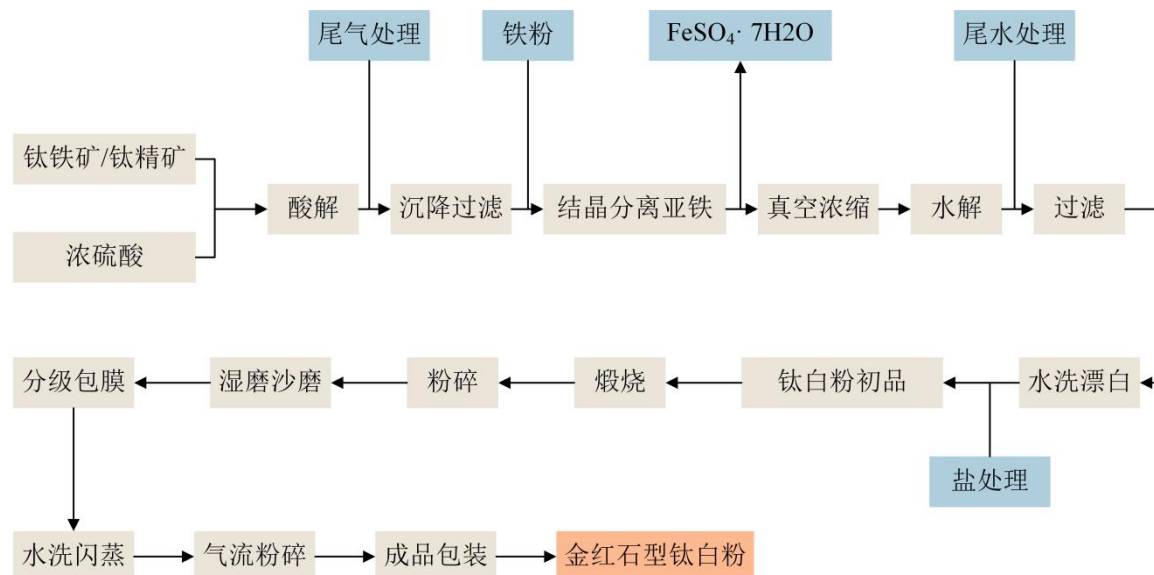 尾气处理
铁粉
FeSO₄· 7H2O
尾水处理
钛铁矿/钛精矿
浓硫酸
酸解
沉降过滤
结晶分离亚铁
真空浓缩
水解
过滤
分级包膜
湿磨沙磨
粉碎
煅烧
钛白粉初品
水洗漂白
盐处理
水洗闪蒸
气流粉碎
成品包装
金红石型钛白粉